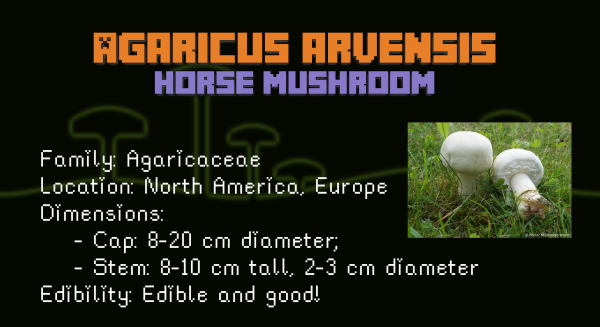 AGARICUS ARVENSIS
HORSE MUSHROOM
Family: Agaricaceae
Location: North America, Europe
Dimensions:
- Cap: 8-20 cm diameter;
- Stem: 8-10 cm tall, 2-3 cm diameter
Edibility: Edible and good!